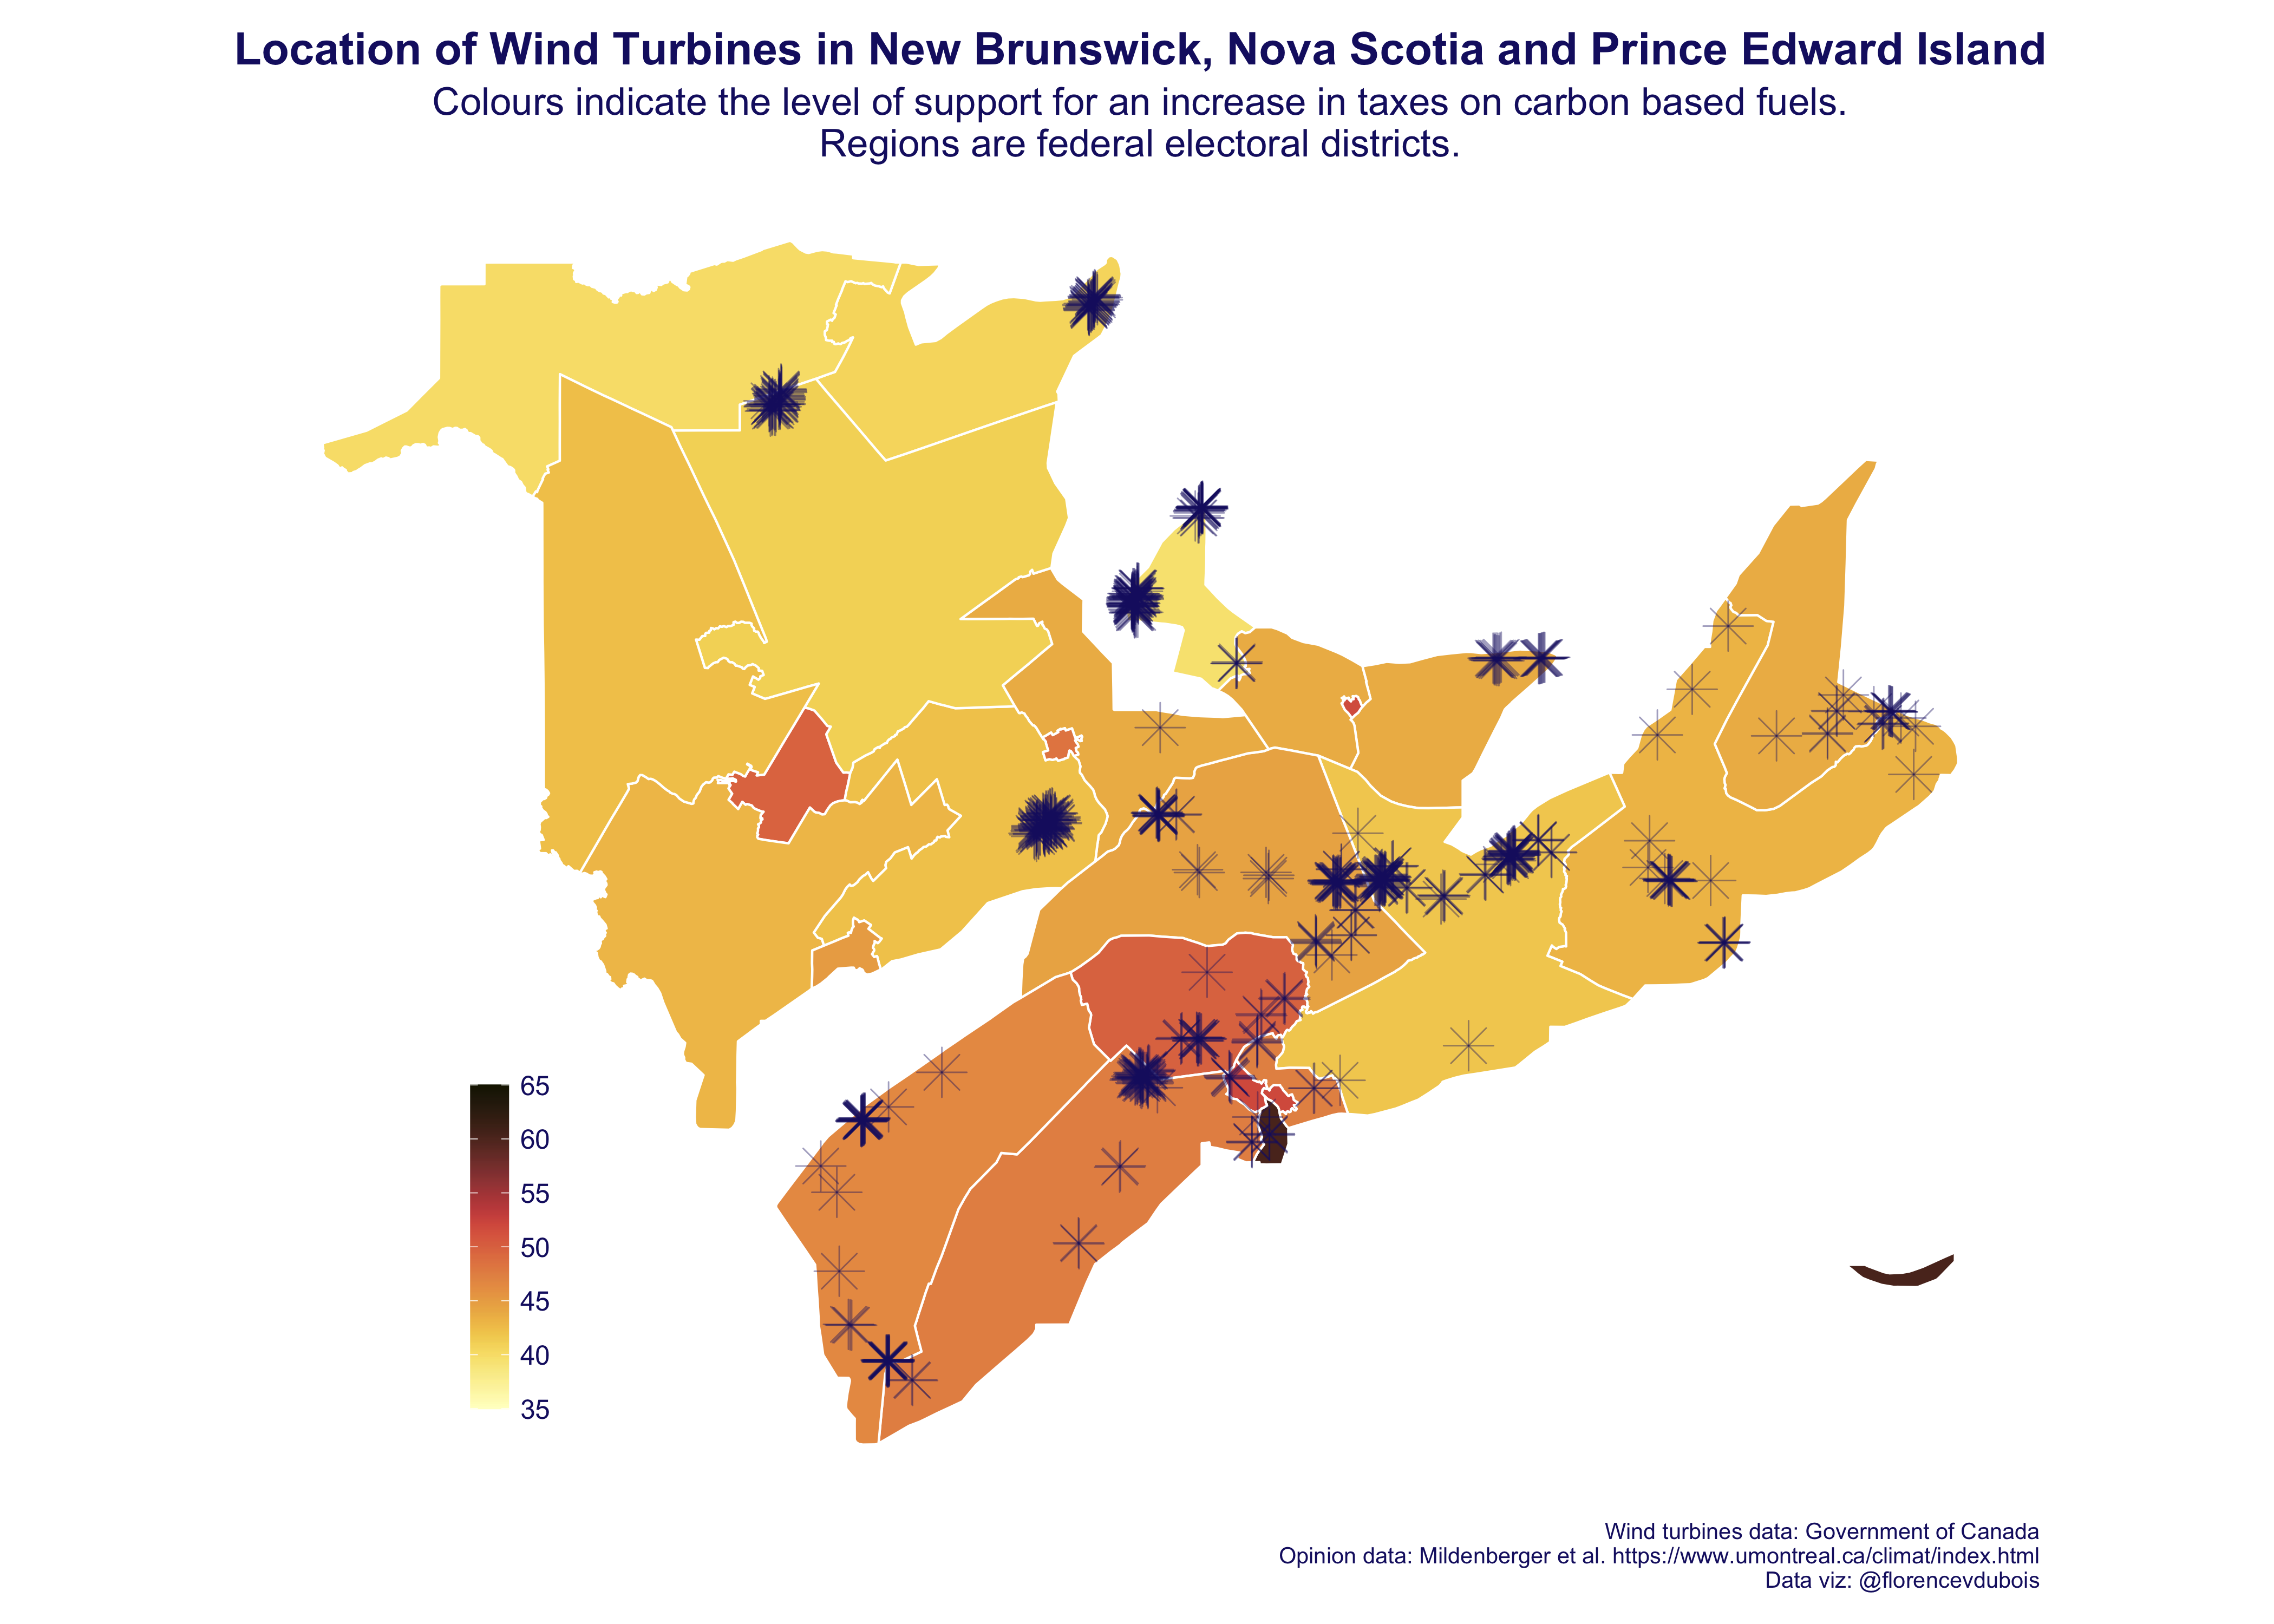 Location of Wind Turbines in New Brunswick, Nova Scotia and Prince Edward Island
Colours indicate the level of support for an increase in taxes on carbon based fuels.
Regions are federal electoral districts.
65
60
55
50
45
40
35
Wind turbines data: Government of Canada
Opinion data: Mildenberger et al. https://www.umontreal.ca/climat/index.html
Data viz: @florencevdubois